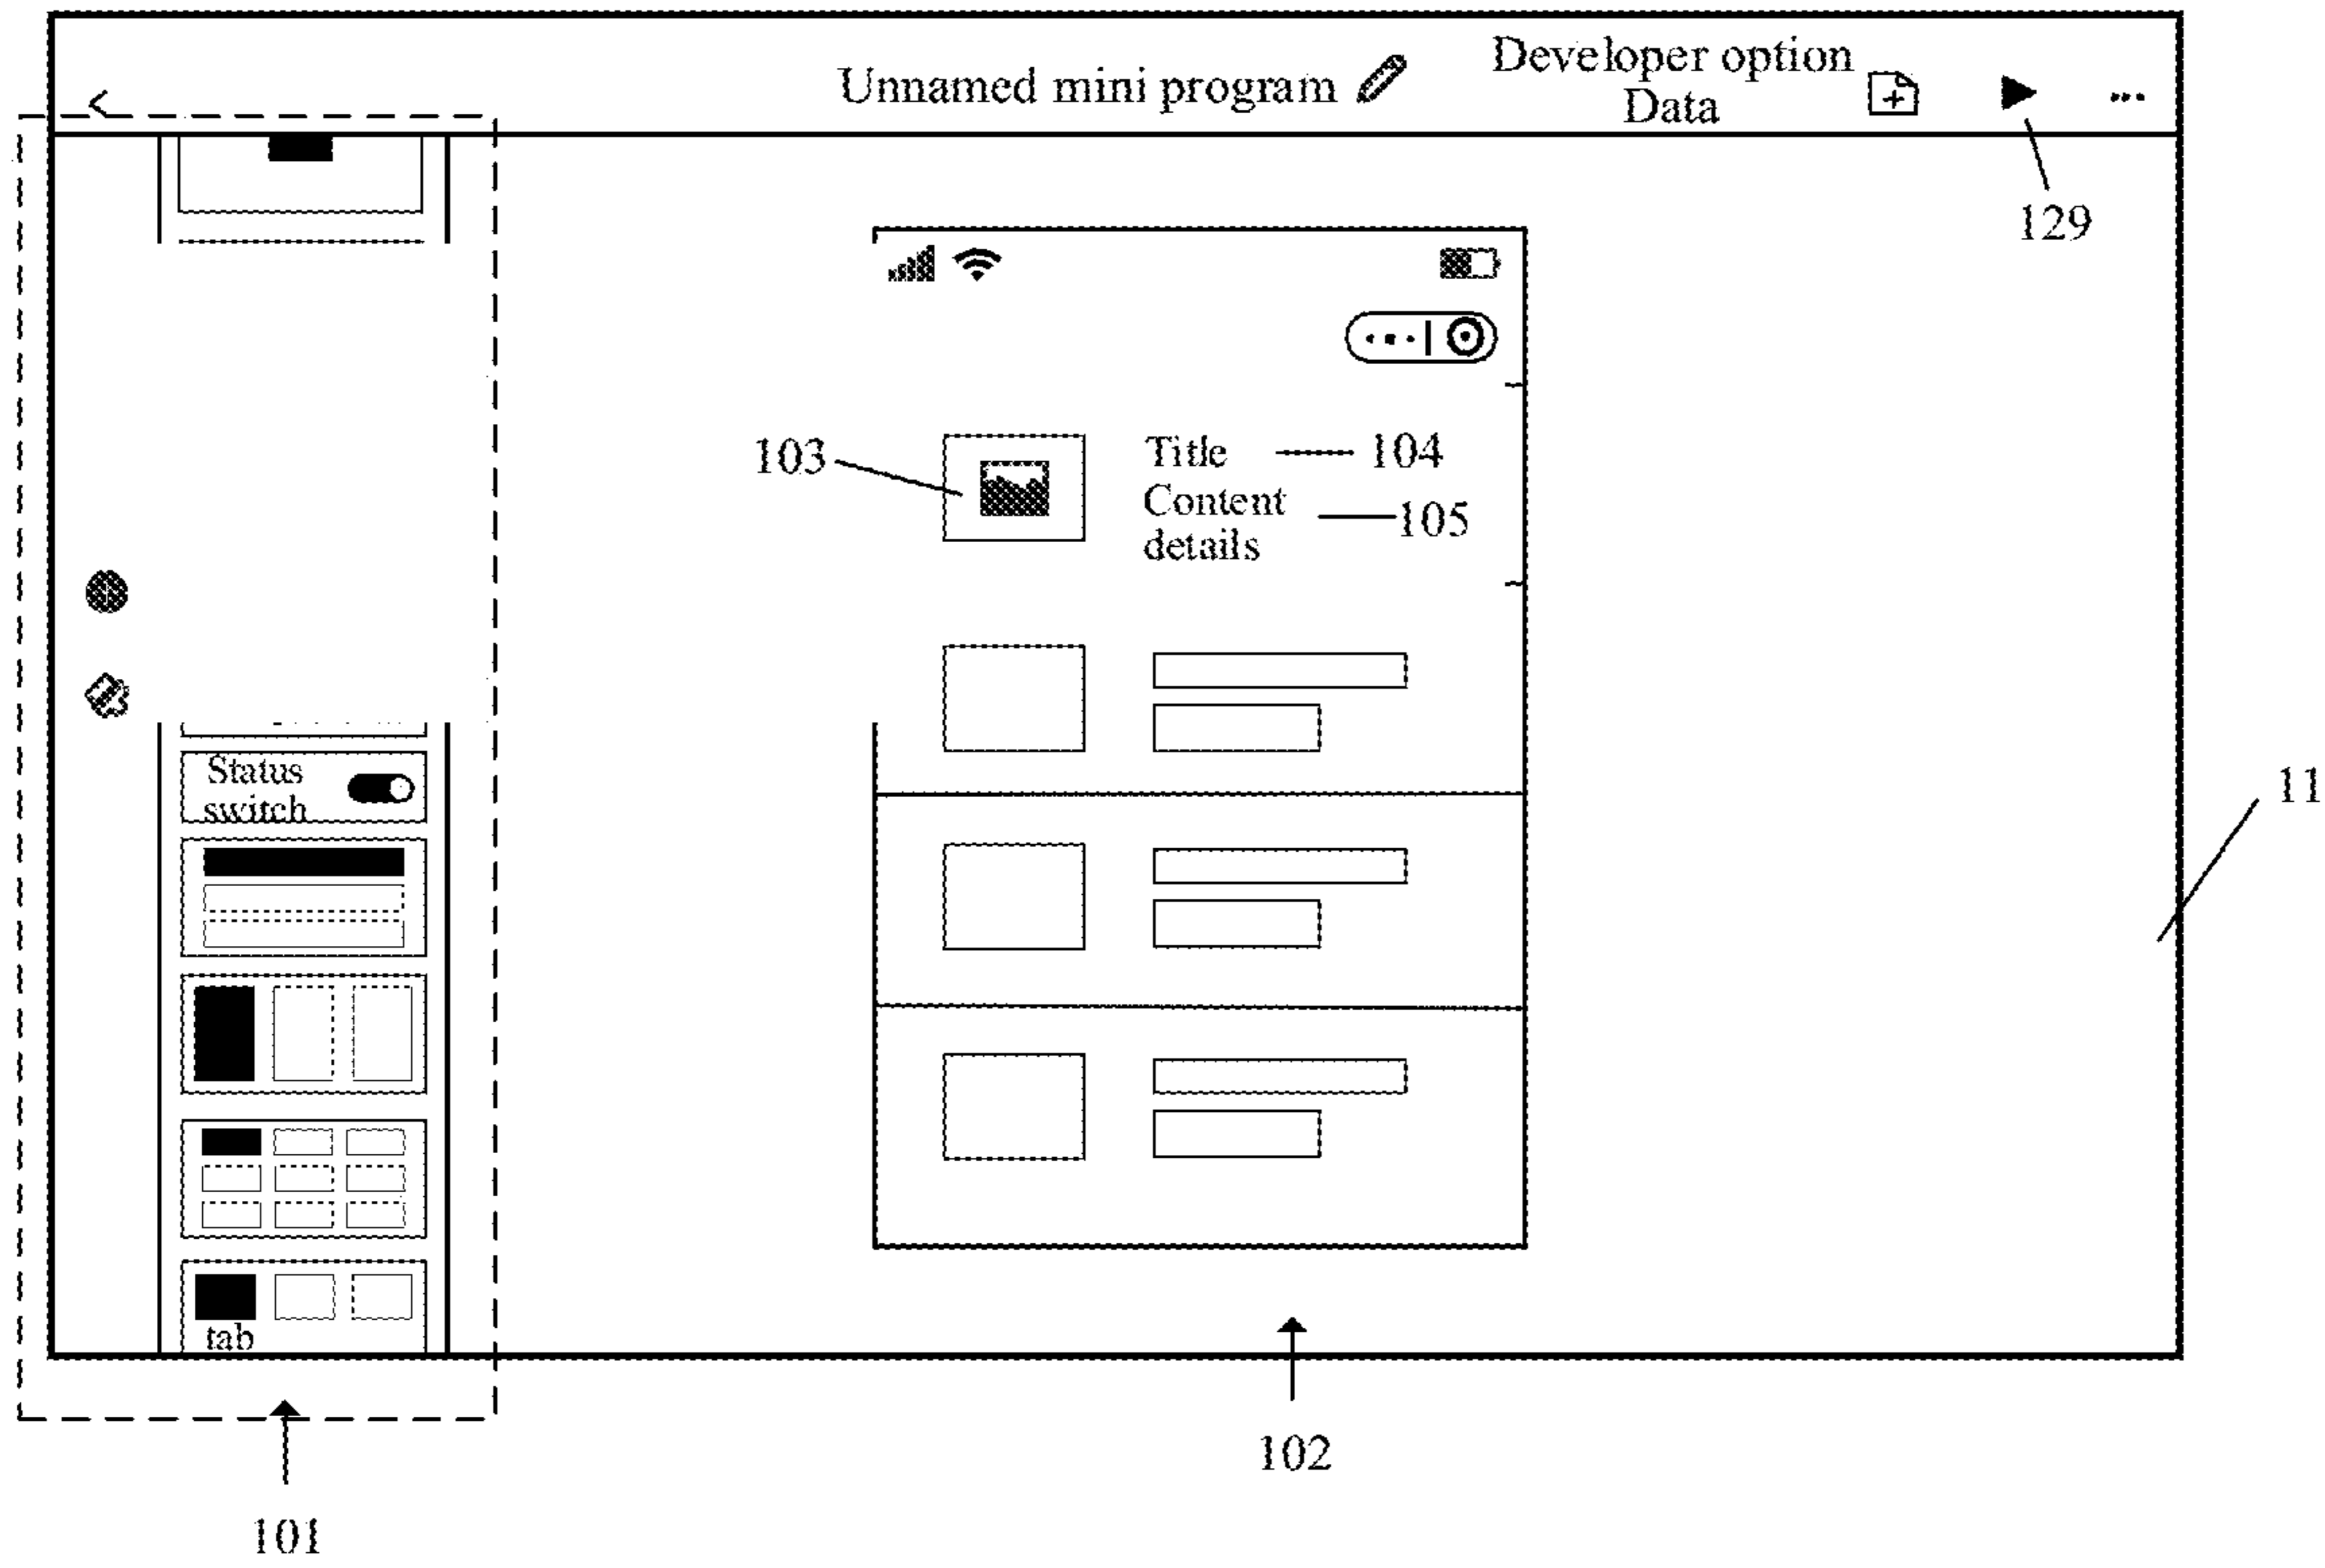 Unnamed mini program
Developer option
Data
129
103
Title
104
Content
details
105
Status
switch
11
tab
102
101